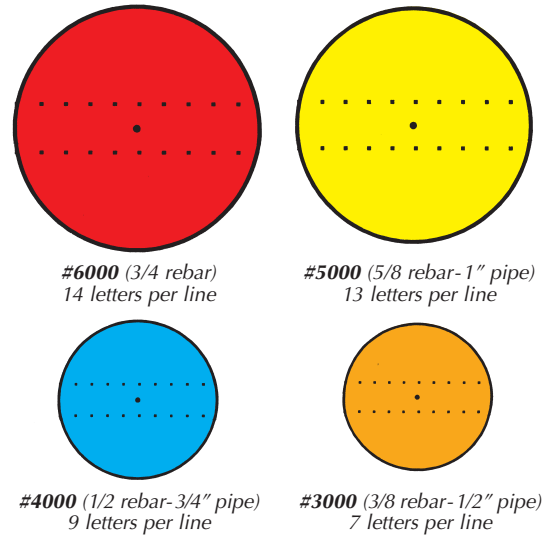 #6000 (3/4 rebar)
14 letters per line
#5000 (5/8 rebar-1″ pipe)
13 letters per line
#4000 (1/2 rebar-3/4″ pipe)
9 letters per line
#3000 (3/8 rebar-1/2″ pipe)
7 letters per line